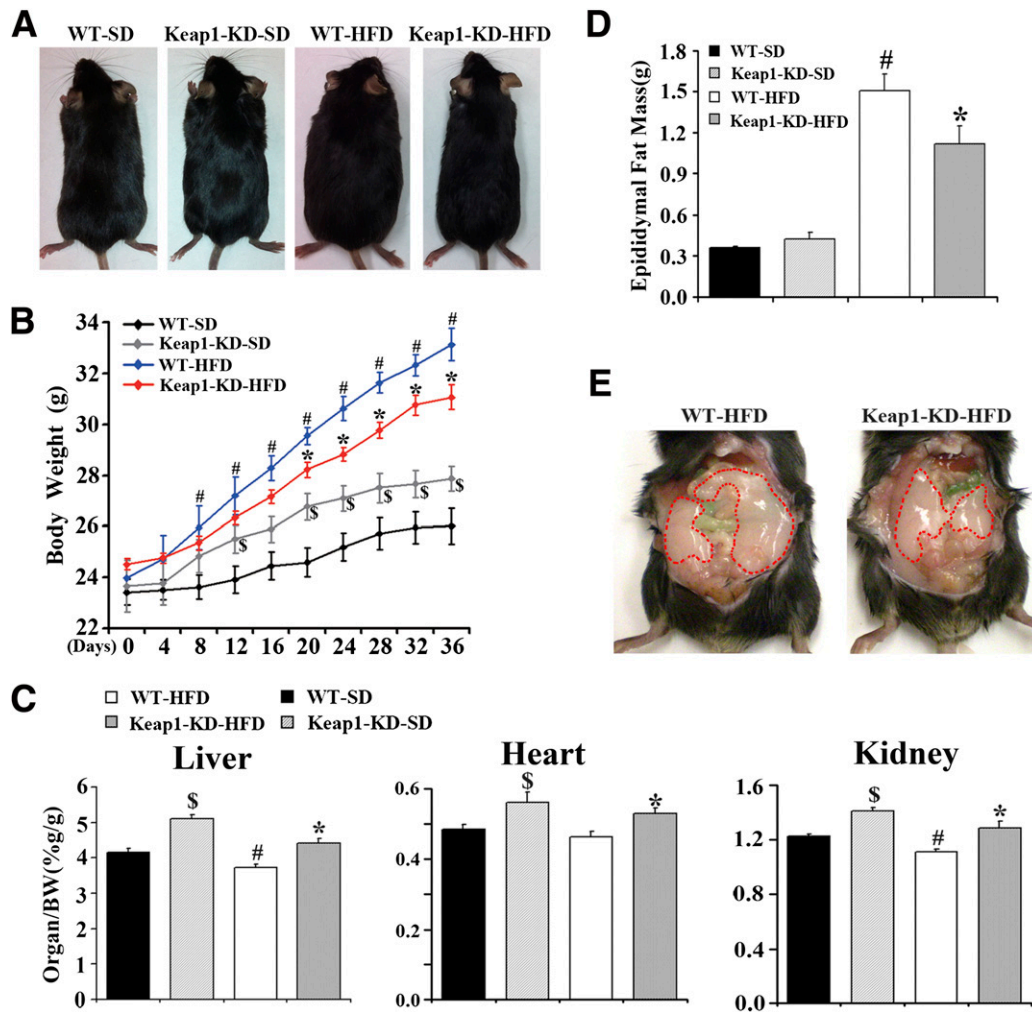 A
WT-SD Keap1-KD-SD WT-HFD Keap1-KD-HFD
B
Body Weight (g)
34
32
30
28
26
24
22
WT-SD
Keap1-KD-SD
WT-HFD
Keap1-KD-HFD
# # # # # # # #
* * * * *
$ $ $ $ $
(Days) 0 4 8 12 16 20 24 28 32 36
C
WT-HFD WT-SD
Keap1-KD-HFD Keap1-KD-SD
Liver
Organ/BW(%g/g)
6
5
4
3
2
1
0
$ # *
Heart
0.6
0.4
0.2
0.0
$ *
Kidney
1.6
1.2
0.8
0.4
0.0
$ # *
D
Epididymal Fat Mass(g)
1.8
1.5
1.2
0.9
0.6
0.3
0.0
WT-SD
Keap1-KD-SD
WT-HFD
Keap1-KD-HFD
# *
E
WT-HFD Keap1-KD-HFD